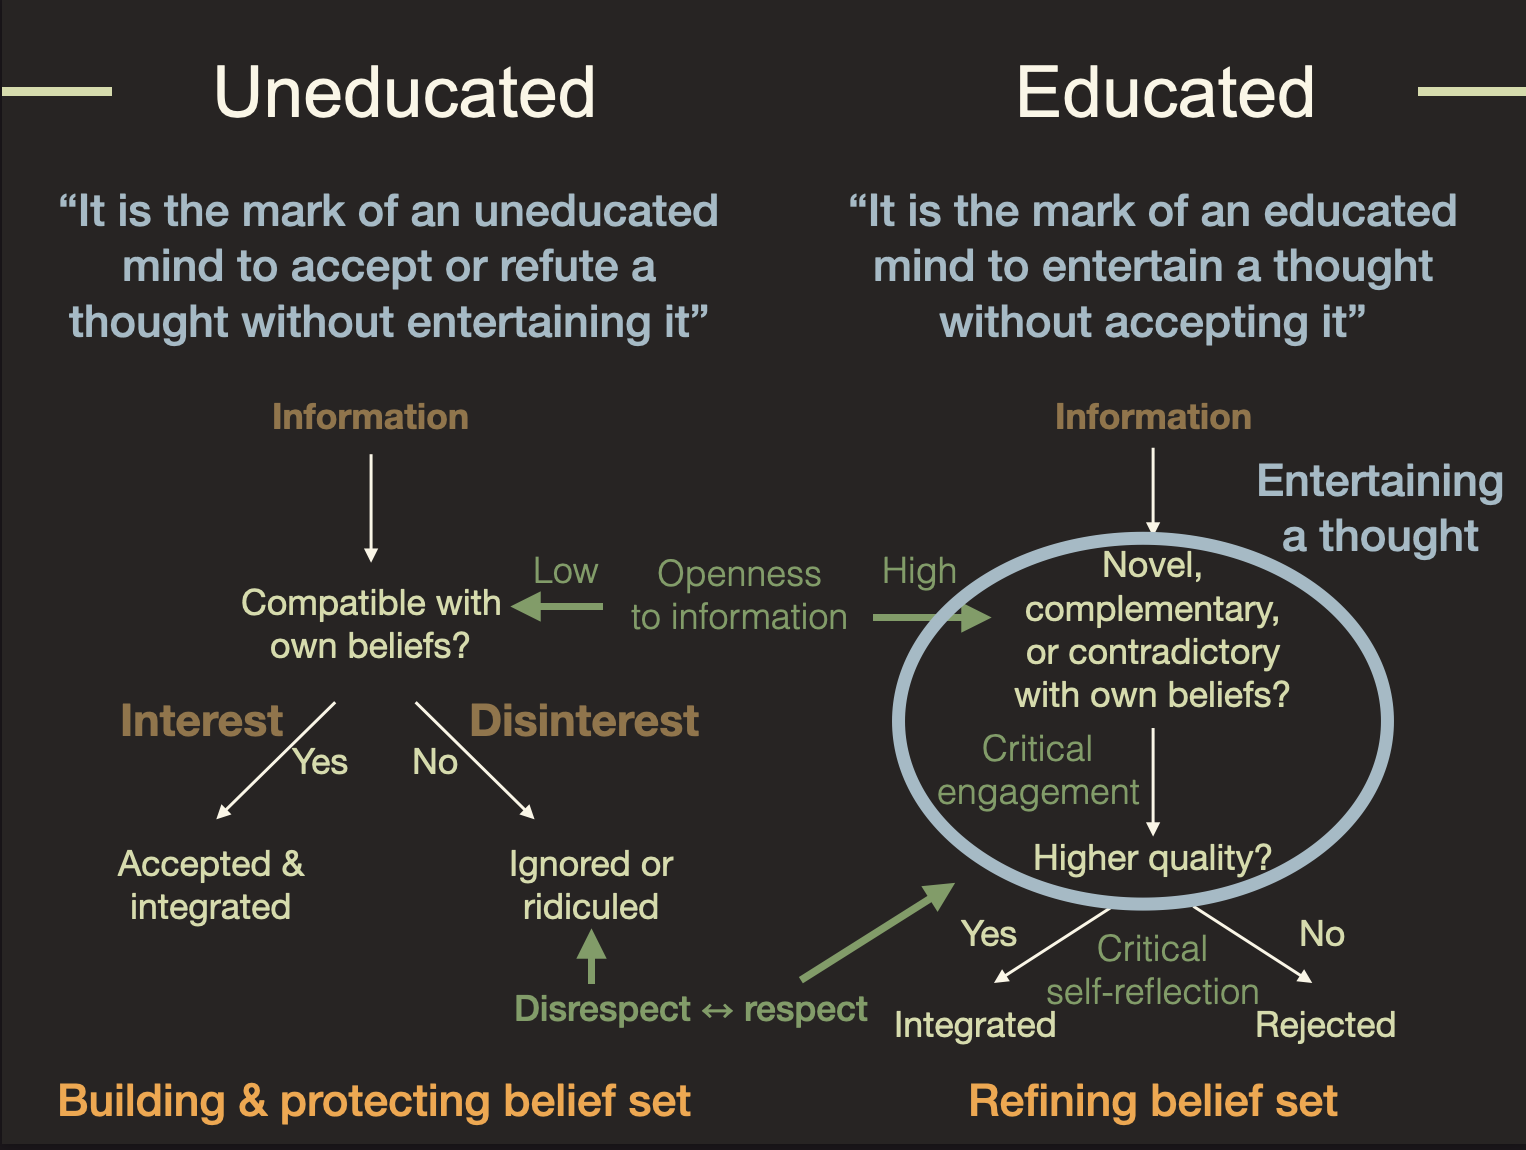 Uneducated
“It is the mark of an uneducated
mind to accept or refute a
thought without entertaining it”
Information
Compatible with
own beliefs?
Interest
Yes
No
Disinterest
Accepted &
integrated
Ignored or
ridiculed
Low
Openness
to information
High
Disrespect ↔ respect
Building & protecting belief set
Educated
“It is the mark of an educated
mind to entertain a thought
without accepting it”
Information
Entertaining
a thought
Novel,
complementary,
or contradictory
with own beliefs?
Critical
engagement
Higher quality?
Yes
No
Critical
self-reflection
Integrated
Rejected
Refining belief set